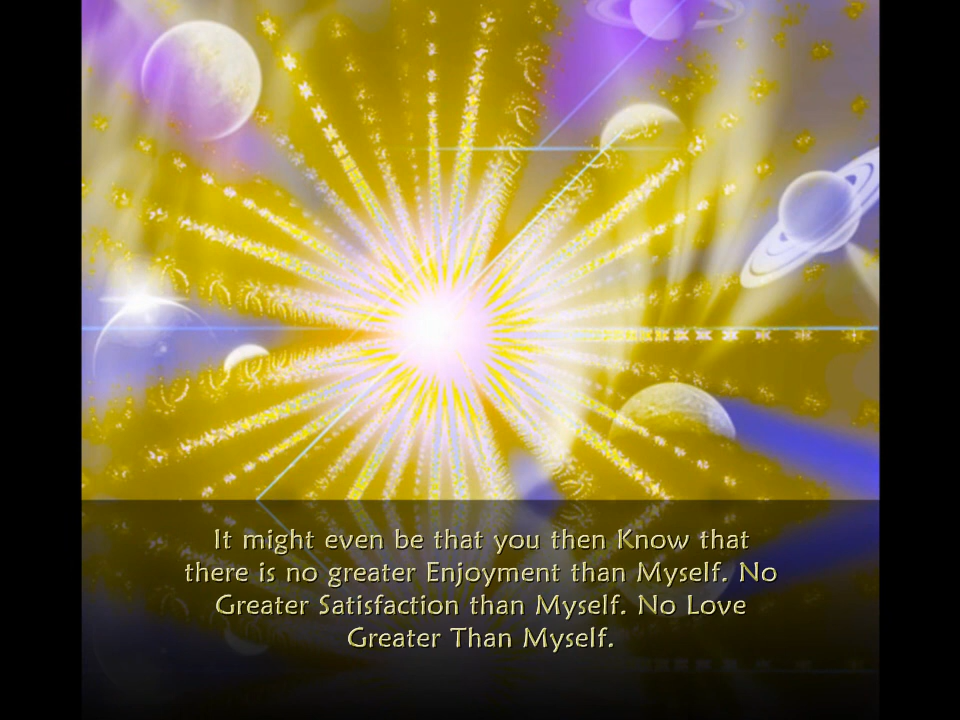 It might even be that you then Know that
there is no greater Enjoyment than Myself. No
Greater Satisfaction than Myself. No Love
Greater Than Myself.